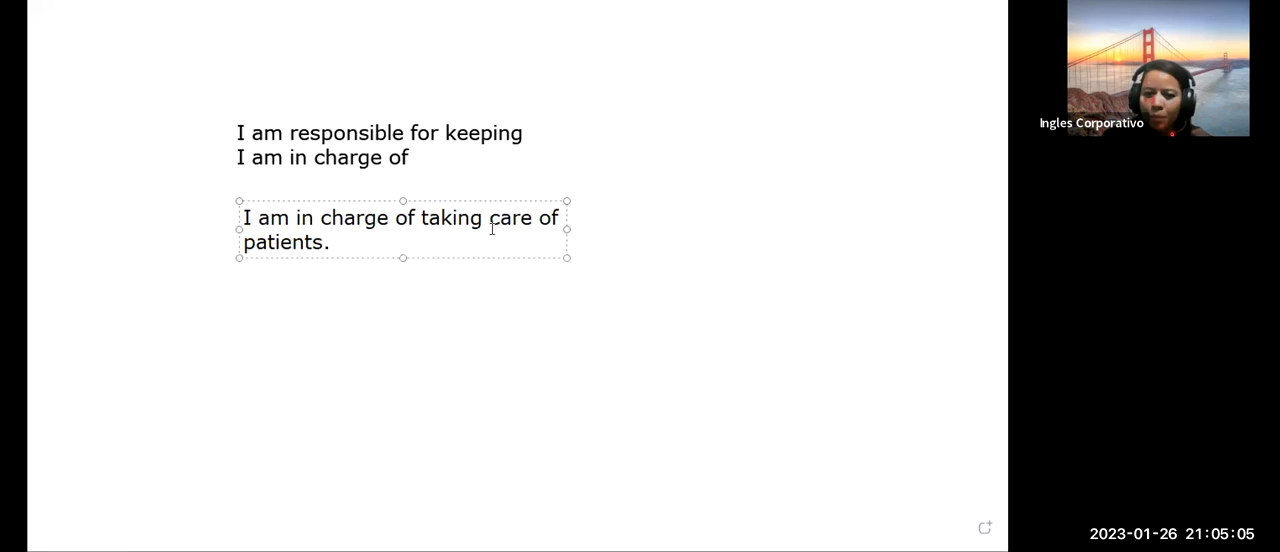 I am responsible for keeping
I am in charge of
I am in charge of taking care of
patients.
Ingles Corporativo
2023-01-26 21:05:05